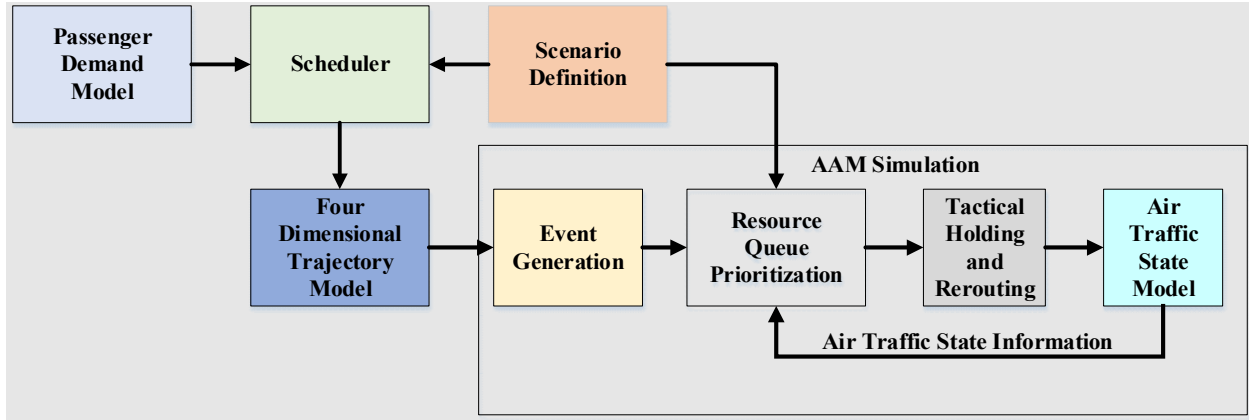 Passenger
Demand
Model
Scheduler
Scenario
Definition
AAM Simulation
Four
Dimensional
Trajectory
Model
Event
Generation
Resource
Queue
Prioritization
Tactical
Holding
and
Rerouting
Air
Traffic
State
Model
Air Traffic State Information